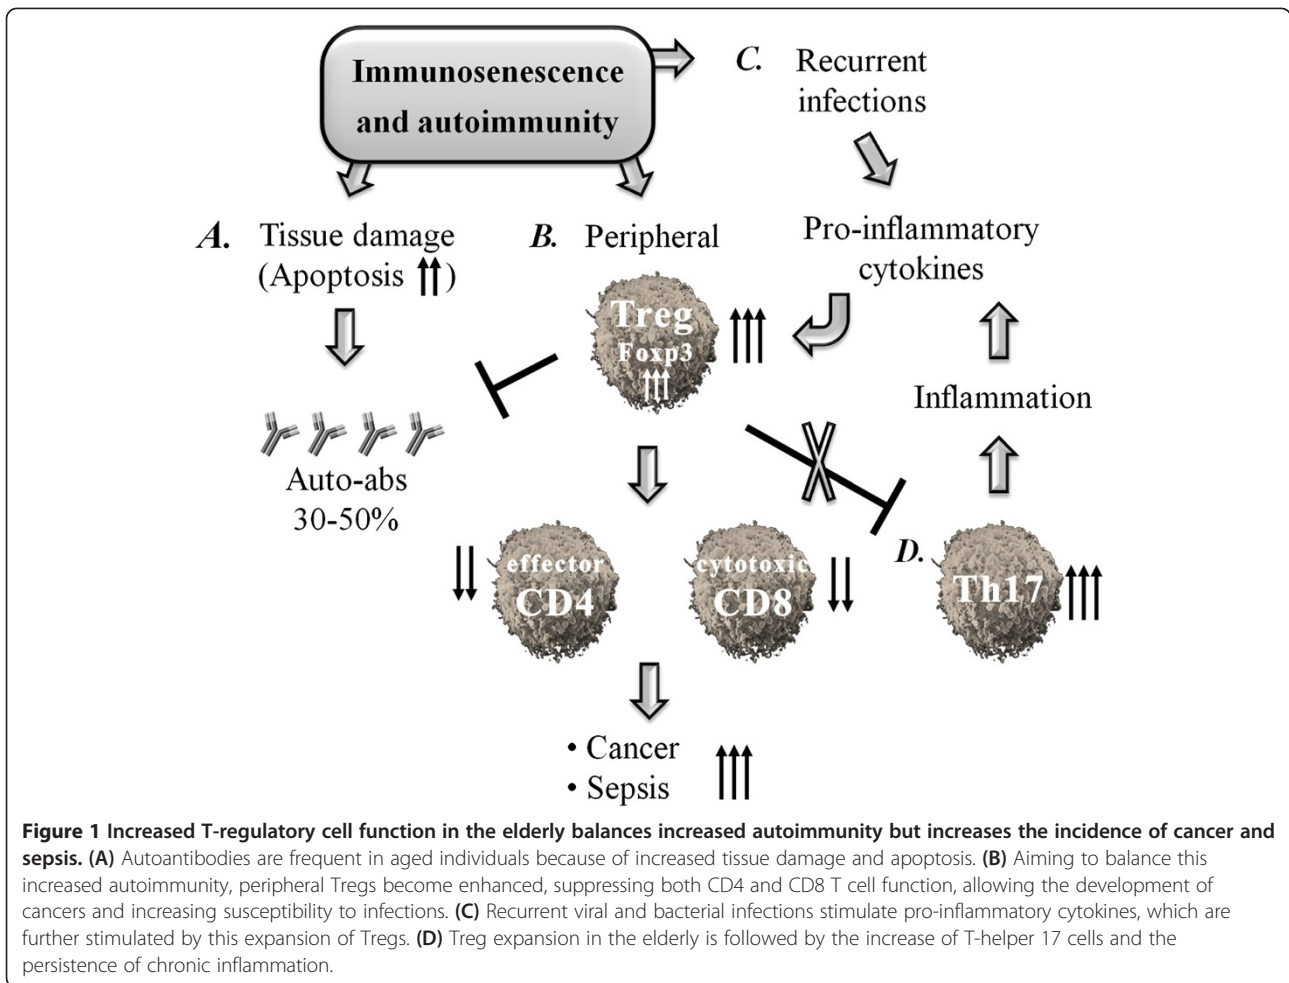 Immunosenescence
and autoimmunity
C. Recurrent
infections
A. Tissue damage
(Apoptosis ⇈)
B. Peripheral
Treg
Foxp3
Pro-inflammatory
cytokines
Inflammation
Auto-abs
30-50%
effector
CD4
cytotoxic
CD8
D.
Th17
• Cancer
• Sepsis
Figure 1 Increased T-regulatory cell function in the elderly balances increased autoimmunity but increases the incidence of cancer and
sepsis. (A) Autoantibodies are frequent in aged individuals because of increased tissue damage and apoptosis. (B) Aiming to balance this
increased autoimmunity, peripheral Tregs become enhanced, suppressing both CD4 and CD8 T cell function, allowing the development of
cancers and increasing susceptibility to infections. (C) Recurrent viral and bacterial infections stimulate pro-inflammatory cytokines, which are
further stimulated by this expansion of Tregs. (D) Treg expansion in the elderly is followed by the increase of T-helper 17 cells and the
persistence of chronic inflammation.